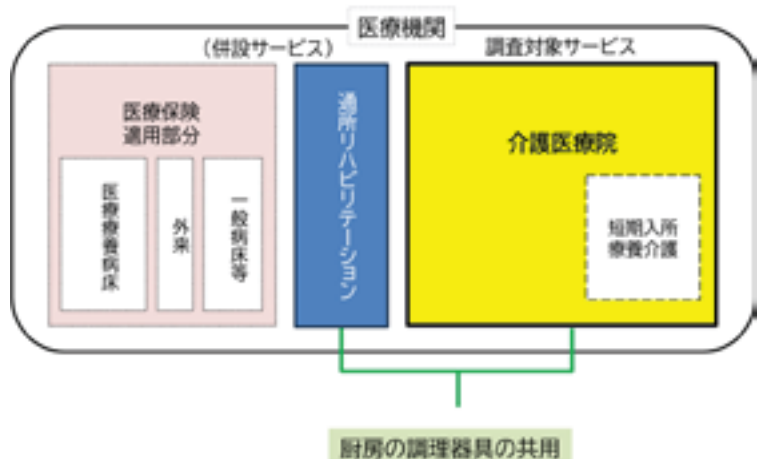 医療機関
(併設サービス)
調査対象サービス
医療保険
適用部分
医療療養病床
外来
一般病床等
通所リハビリテーション
介護医療院
短期入所
療養介護
厨房の調理器具の共用